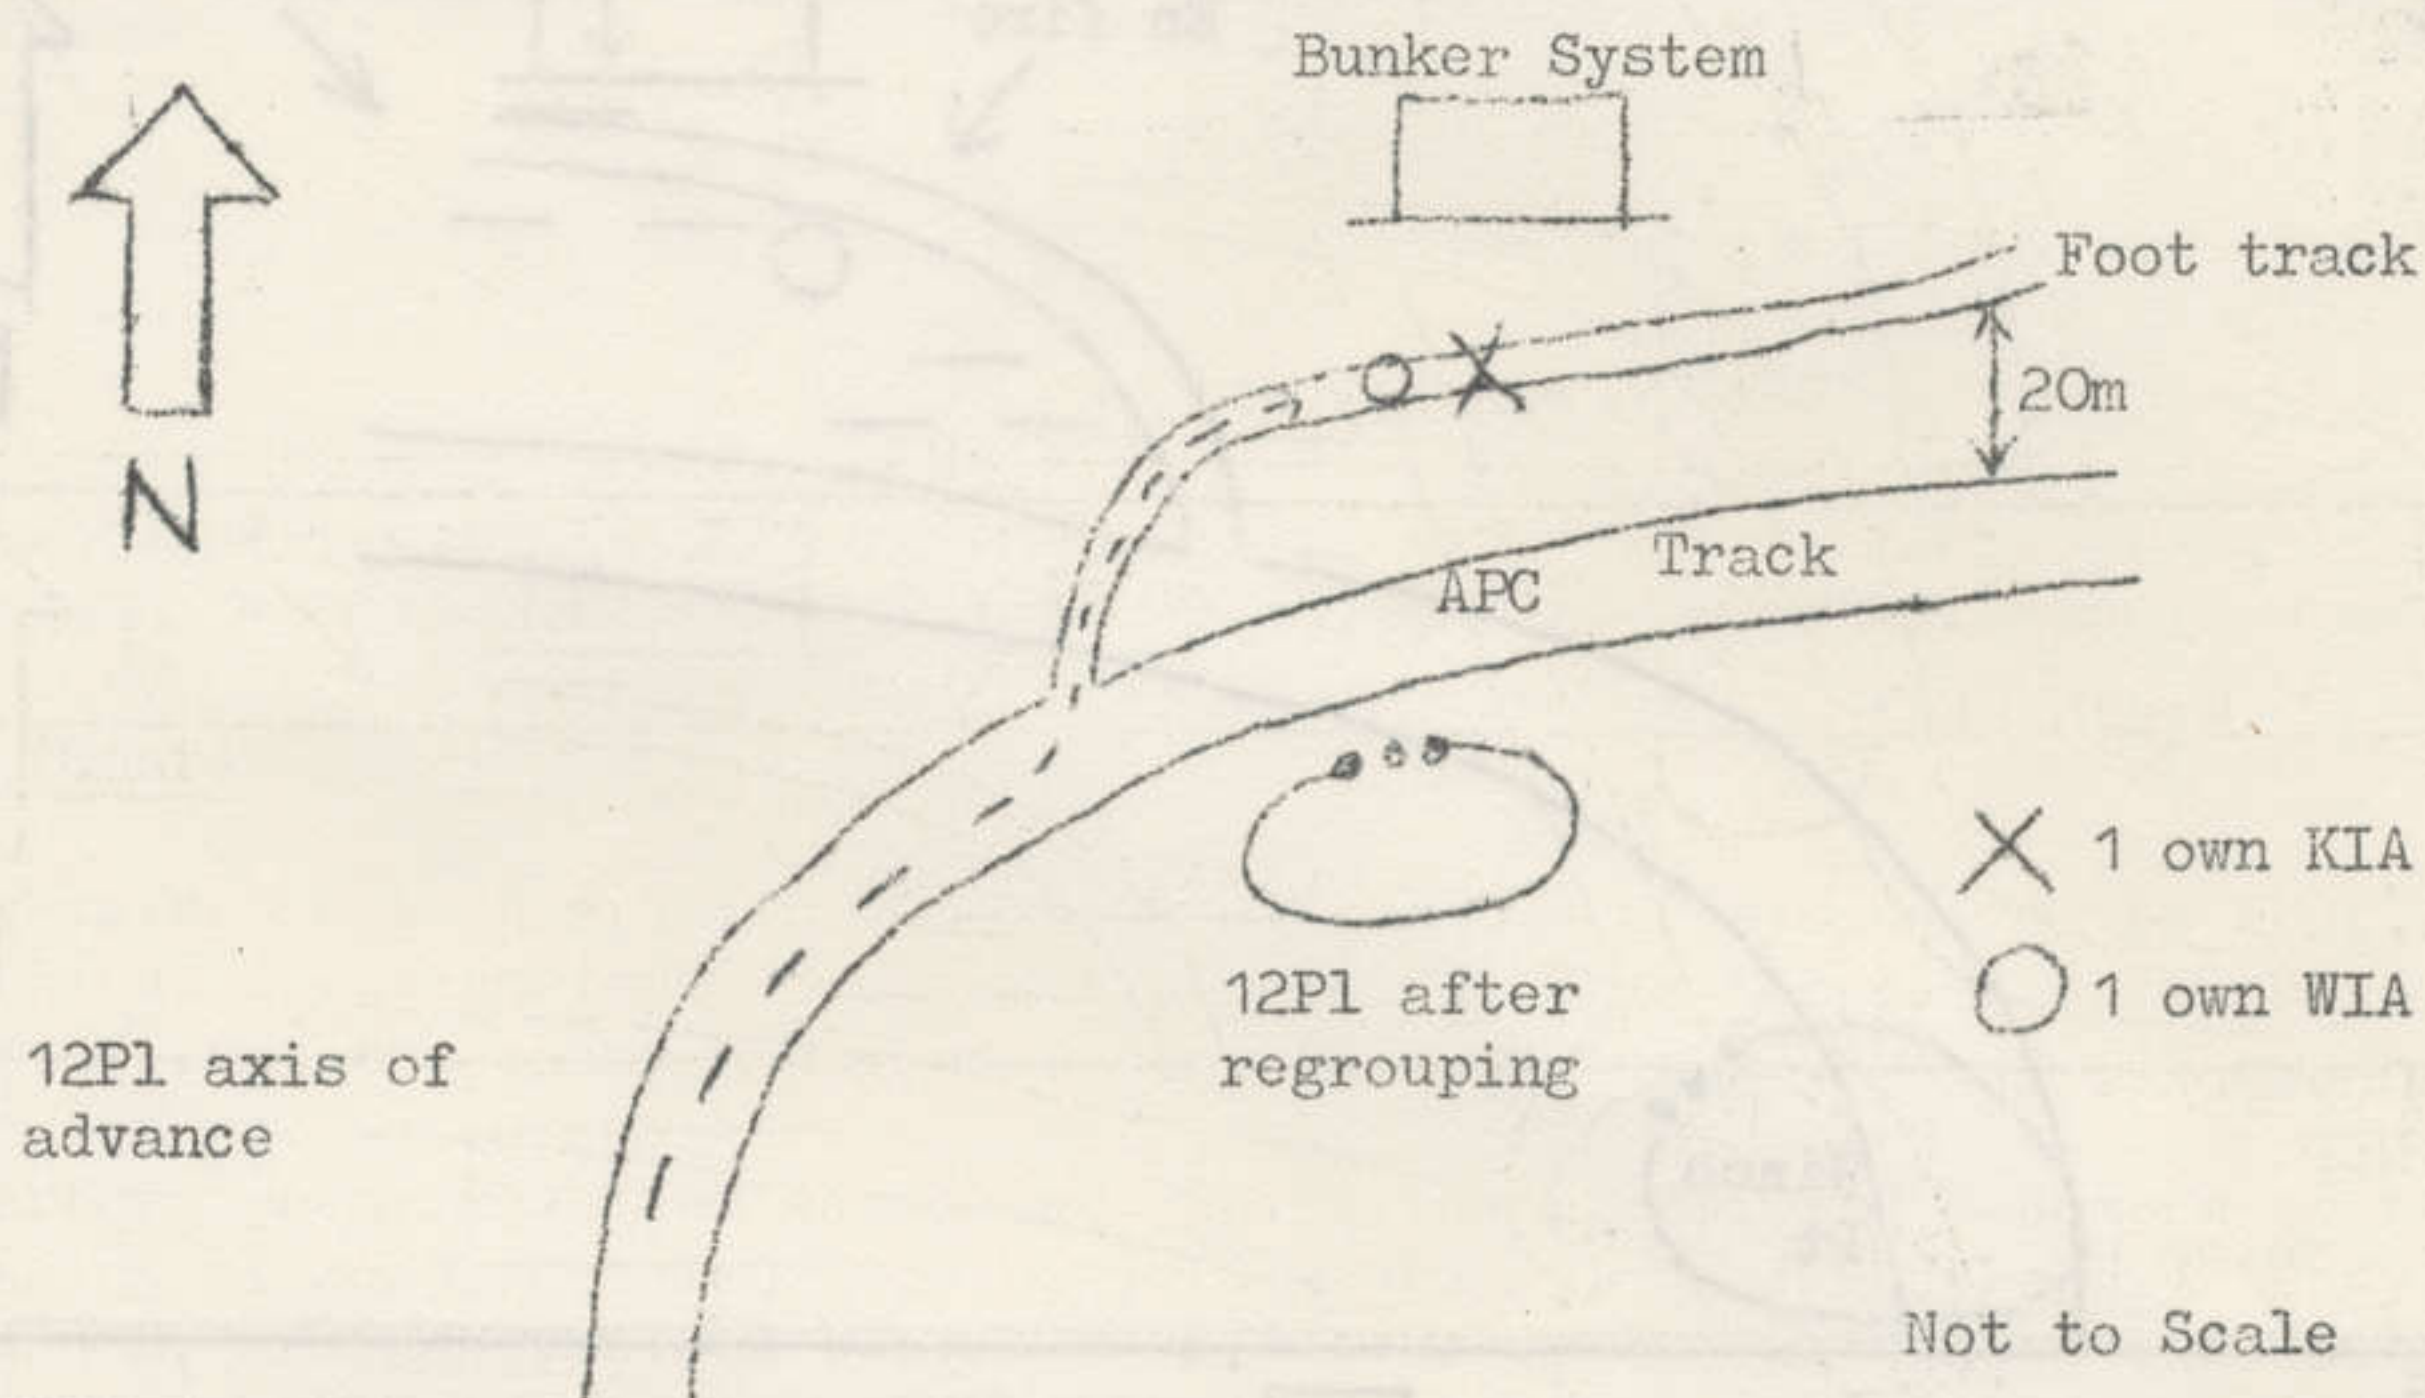 Bunker System
Foot track
20m
N
APC Track
1 own KIA
1 own WIA
12Pl after
regrouping
12Pl axis of
advance
Not to Scale